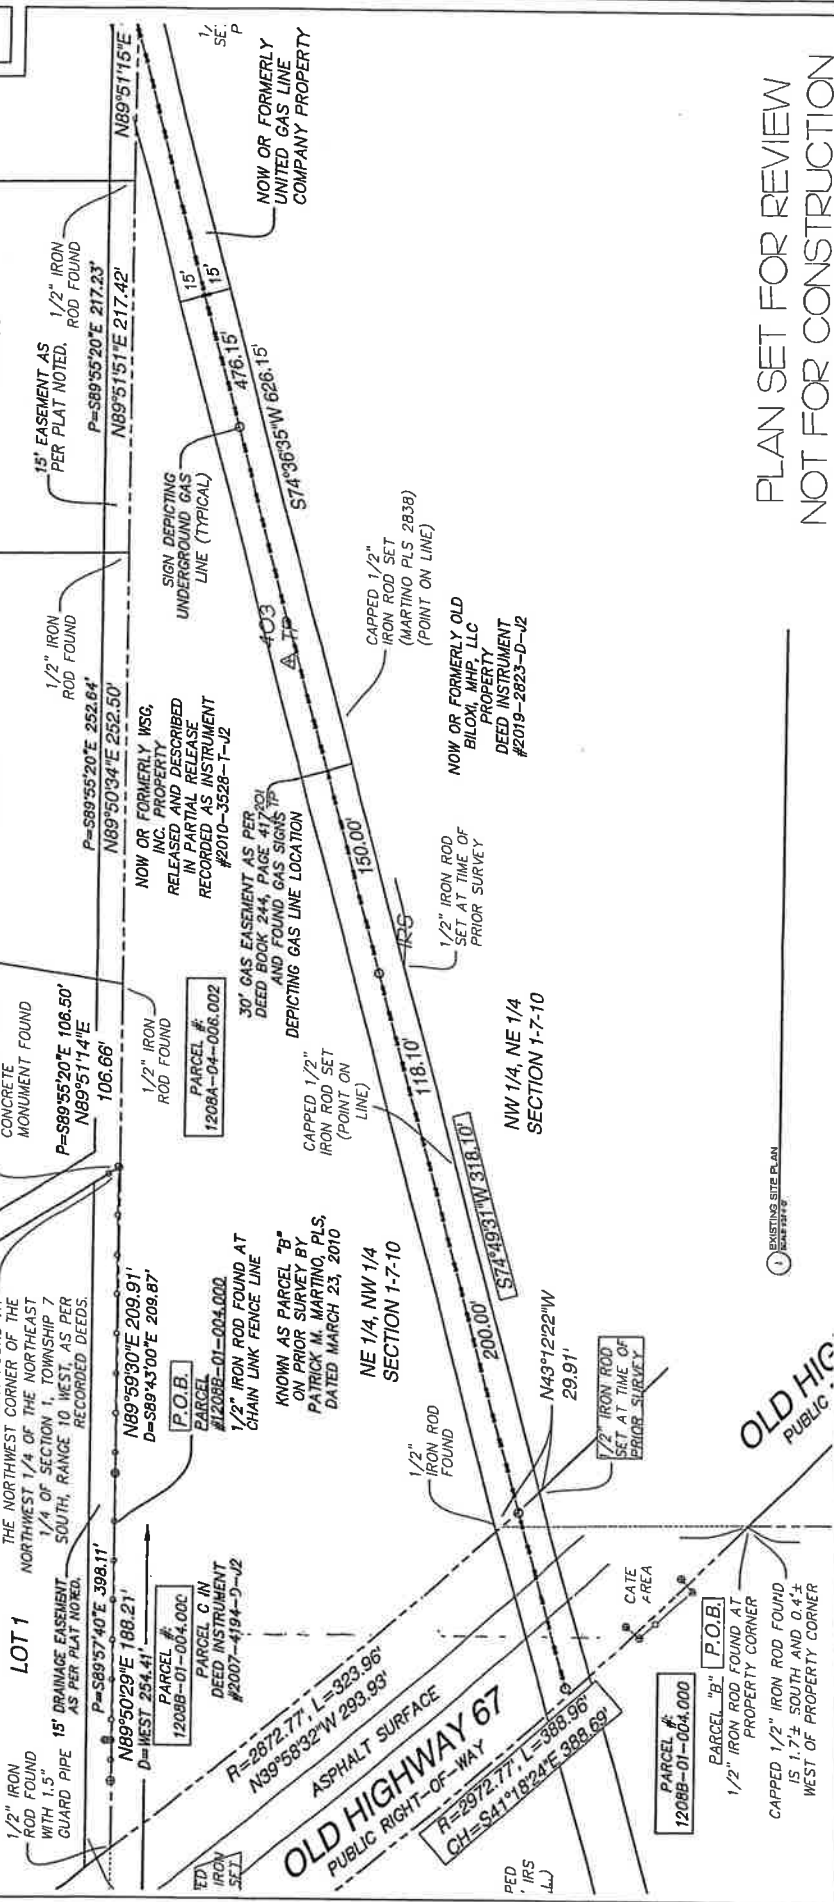 1/2" IRON
ROD FOUND
WITH 1.5"
GUARD PIPE
LOT 1
15' DRAINAGE EASEMENT
AS PER PLAT NOTED.
P=S89°57'40"E 398.11'
N89°50'29"E 188.21'
D=WEST 254.41'
PARCEL #:
1208B-01-004.000
PARCEL C IN
DEED INSTRUMENT
#2007-4194-D-J2
THE NORTHWEST CORNER OF THE
NORTHWEST 1/4 OF THE NORTHEAST
1/4 OF SECTION 1, TOWNSHIP 7
SOUTH, RANGE 10 WEST, AS PER
RECORDED DEEDS.
N89°59'30"E 209.91'
D=S89°43'00"E 209.87'
P.O.B.
PARCEL
#1208B-01-004.000
1/2" IRON ROD FOUND AT
CHAIN LINK FENCE LINE
KNOWN AS PARCEL "B"
ON PRIOR SURVEY BY
PATRICK M. MARTINO, PLS,
DATED MARCH 23, 2010
NE 1/4, NW 1/4
SECTION 1-7-10
CONCRETE
MONUMENT FOUND
P=S89°55'20"E 106.50'
N89°51'14"E
106.66'
1/2" IRON
ROD FOUND
PARCEL #:
1208A-04-006.002
P=S89°55'20"E 252.64'
N89°50'34"E 252.50'
1/2" IRON
ROD FOUND
NOW OR FORMERLY WSG,
INC. PROPERTY
RELEASED AND DESCRIBED
IN PARTIAL RELEASE
RECORDED AS INSTRUMENT
#2010-3528-T-J2
30' GAS EASEMENT AS PER
DEED BOOK 244, PAGE 417
AND FOUND GAS SIGNS
DEPICTING GAS LINE LOCATION
201
TP
15' EASEMENT AS
PER PLAT NOTED.
P=S89°55'20"E 217.23'
N89°51'51"E 217.42'
1/2" IRON
ROD FOUND
N89°51'15"E
SIGN DEPICTING
UNDERGROUND GAS
LINE (TYPICAL)
403
TP
15'
15'
NOW OR FORMERLY
UNITED GAS LINE
COMPANY PROPERTY
476.15'
S74°36'35"W 626.15'
150.00'
CAPPED 1/2"
IRON ROD SET
(MARTINO PLS 2838)
(POINT ON LINE)
NOW OR FORMERLY OLD
BILOXI, MHP, LLC
PROPERTY
DEED INSTRUMENT
#2019-2823-D-J2
IRS
1/2" IRON ROD
SET AT TIME OF
PRIOR SURVEY
CAPPED 1/2"
IRON ROD SET
(POINT ON
LINE)
118.10'
NW 1/4, NE 1/4
SECTION 1-7-10
S74°49'31"W 318.10'
200.00'
1/2"
IRON ROD
FOUND
N43°12'22"W
29.91'
1/2" IRON ROD
SET AT TIME OF
PRIOR SURVEY
R=2872.77', L=323.96'
N39°58'32"W 293.93'
ASPHALT SURFACE
OLD HIGHWAY 67
PUBLIC RIGHT-OF-WAY
R=2972.77', L=388.96'
CH=S41°18'24"E 388.69'
IRON
SET
PED
IRS
GATE
AREA
PARCEL #:
1208B-01-004.000
PARCEL "B" P.O.B.
1/2" IRON ROD FOUND AT
PROPERTY CORNER
CAPPED 1/2" IRON ROD FOUND
IS 1.7'± SOUTH AND 0.4'±
WEST OF PROPERTY CORNER
OLD HIG
PUBLIC
1 EXISTING SITE PLAN
PLAN SET FOR REVIEW
NOT FOR CONSTRUCTION